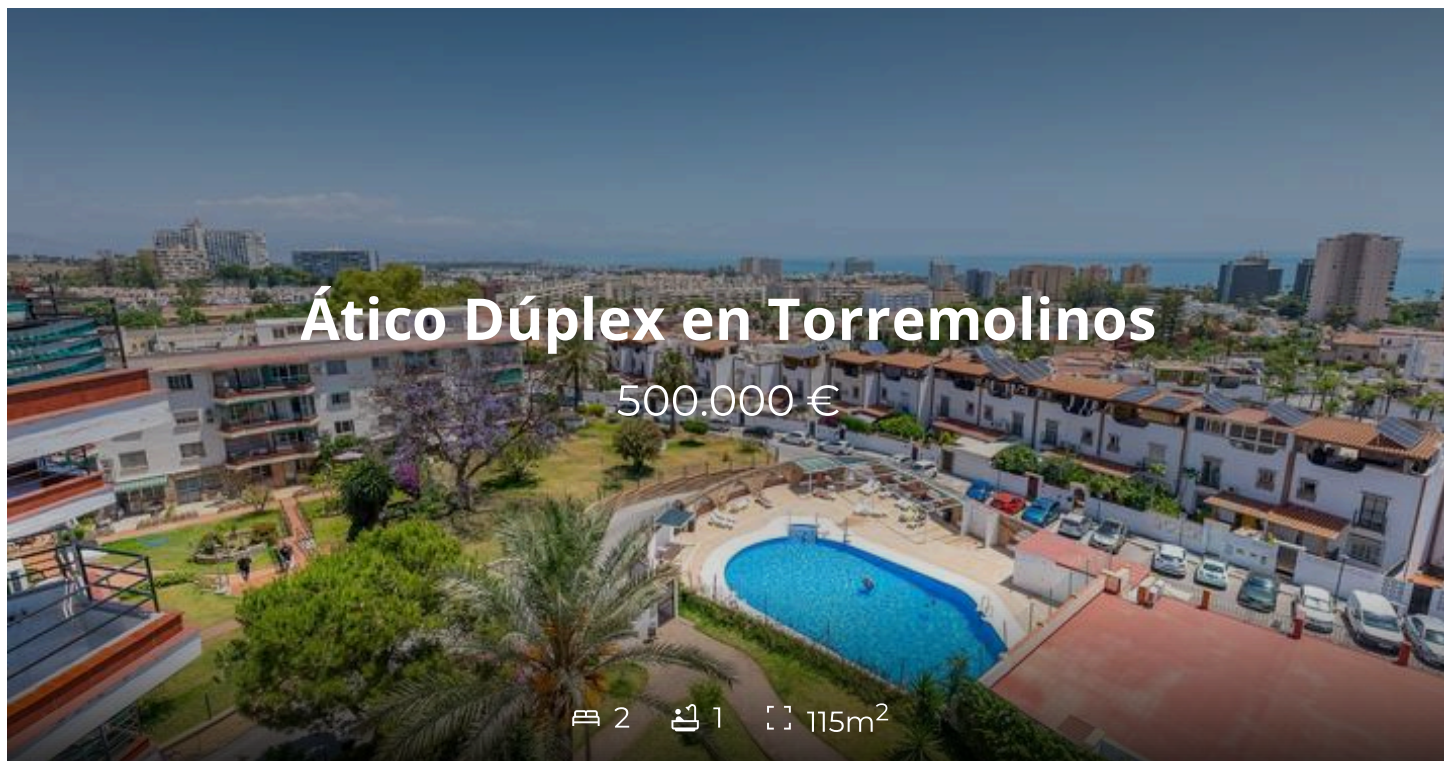 Ático Dúplex en Torremolinos
500.000 €
2 1 115m²